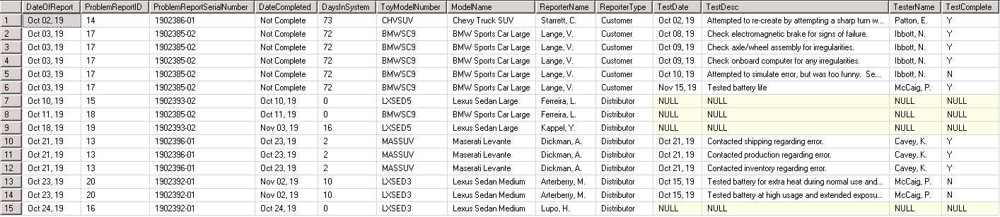 DateOfReport ProblemReportID ProblemReportSerialNumber DateCompleted DaysInSystem ToyModelNumber ModelName ReporterName ReporterType TestDate TestDesc TesterName TestComplete
1 Oct 02, 19 14 1902386-01 Not Complete 73 CHVSUV Chevy Truck SUV Starrett, C. Customer Oct 02, 19 Attempted to re-create by attempting a sharp turn w... Patton, E. Y
2 Oct 03, 19 17 1902385-02 Not Complete 72 BMWSC9 BMW Sports Car Large Lange, V. Customer Oct 08, 19 Check electromagnetic brake for signs of failure. Ibbott, N. Y
3 Oct 03, 19 17 1902385-02 Not Complete 72 BMWSC9 BMW Sports Car Large Lange, V. Customer Oct 09, 19 Check axle/wheel assembly for irregularities. Ibbott, N. Y
4 Oct 03, 19 17 1902385-02 Not Complete 72 BMWSC9 BMW Sports Car Large Lange, V. Customer Oct 09, 19 Check onboard computer for any irregularities. Ibbott, N. Y
5 Oct 03, 19 17 1902385-02 Not Complete 72 BMWSC9 BMW Sports Car Large Lange, V. Customer Oct 10, 19 Attempted to simulate error, but was too funny. Se... Ibbott, N. N
6 Oct 03, 19 17 1902385-02 Not Complete 72 BMWSC9 BMW Sports Car Large Lange, V. Customer Nov 15, 19 Tested battery life McCaig, P. Y
7 Oct 10, 19 15 1902393-02 Oct 10, 19 0 LXSED5 Lexus Sedan Large Ferreira, L. Distributor NULL NULL NULL NULL
8 Oct 11, 19 18 1902385-02 Oct 11, 19 0 BMWSC9 BMW Sports Car Large Ferreira, L. Distributor NULL NULL NULL NULL
9 Oct 18, 19 19 1902393-02 Nov 03, 19 16 LXSED5 Lexus Sedan Large Kappel, Y. Distributor NULL NULL NULL NULL
10 Oct 21, 19 13 1902396-01 Oct 23, 19 2 MASSUV Maserati Levante Dickman, A. Distributor Oct 21, 19 Contacted shipping regarding error. Cavey, K. Y
11 Oct 21, 19 13 1902396-01 Oct 23, 19 2 MASSUV Maserati Levante Dickman, A. Distributor Oct 21, 19 Contacted production regarding error. Cavey, K. Y
12 Oct 21, 19 13 1902396-01 Oct 23, 19 2 MASSUV Maserati Levante Dickman, A. Distributor Oct 21, 19 Contacted inventory regarding error. Cavey, K. Y
13 Oct 23, 19 20 1902392-01 Nov 02, 19 10 LXSED3 Lexus Sedan Medium Arterberry, M. Distributor Oct 15, 19 Tested battery for extra heat during normal use and... McCaig, P. N
14 Oct 23, 19 20 1902392-01 Nov 02, 19 10 LXSED3 Lexus Sedan Medium Arterberry, M. Distributor Oct 15, 19 Tested battery at high usage and extended exposu... McCaig, P. N
15 Oct 24, 19 16 1902392-01 Oct 24, 19 0 LXSED3 Lexus Sedan Medium Lupo, H. Distributor NULL NULL NULL NULL